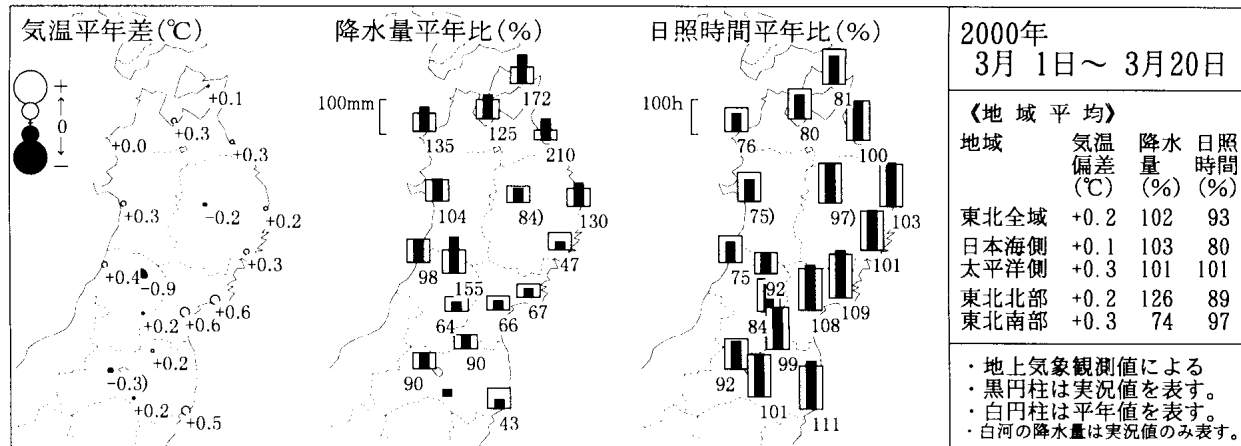 気温平年差(℃)
+
0
−
+0.1
+0.3
+0.0
+0.3
+0.3
−0.2
+0.2
+0.3
+0.4
−0.9
+0.6
+0.2
+0.6
+0.2
−0.3)
+0.2
+0.5
降水量平年比(%)
100mm
172
125
135
210
104
84)
130
47
98
155
67
64
66
90
90
43
日照時間平年比(%)
100h
81
80
76
100
75)
97)
103
101
75
92
109
84
108
99
92
101
111
2000年
3月 1日～ 3月20日
《地 域 平 均》
地域 気温 降水 日照
偏差 量 時間
(℃) (%) (%)
東北全域 +0.2 102 93
日本海側 +0.1 103 80
太平洋側 +0.3 101 101
東北北部 +0.2 126 89
東北南部 +0.3 74 97
・地上気象観測値による
・黒円柱は実況値を表す。
・白円柱は平年値を表す。
・白河の降水量は実況値のみ表す。